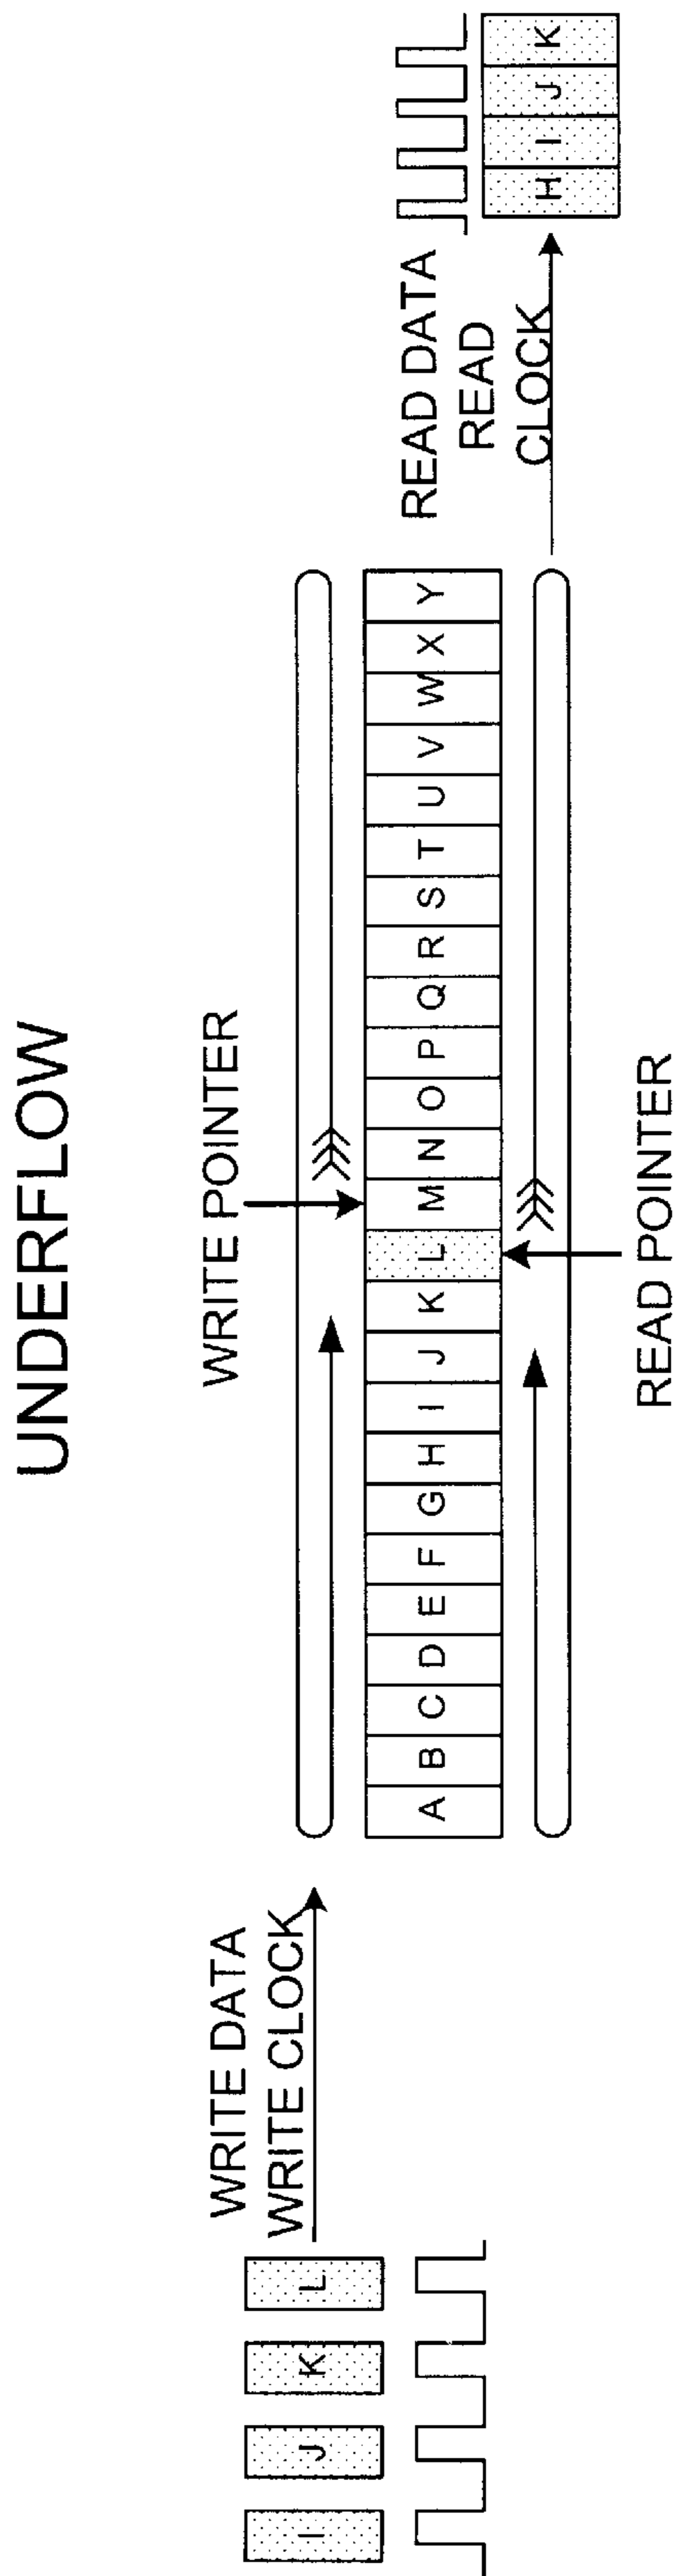 UNDERFLOW
WRITE POINTER
WRITE DATA
WRITE CLOCK
I J K L
A B C D E F G H I J K L M N O P Q R S T U V W X Y
READ DATA
READ
CLOCK
H I J K
READ POINTER